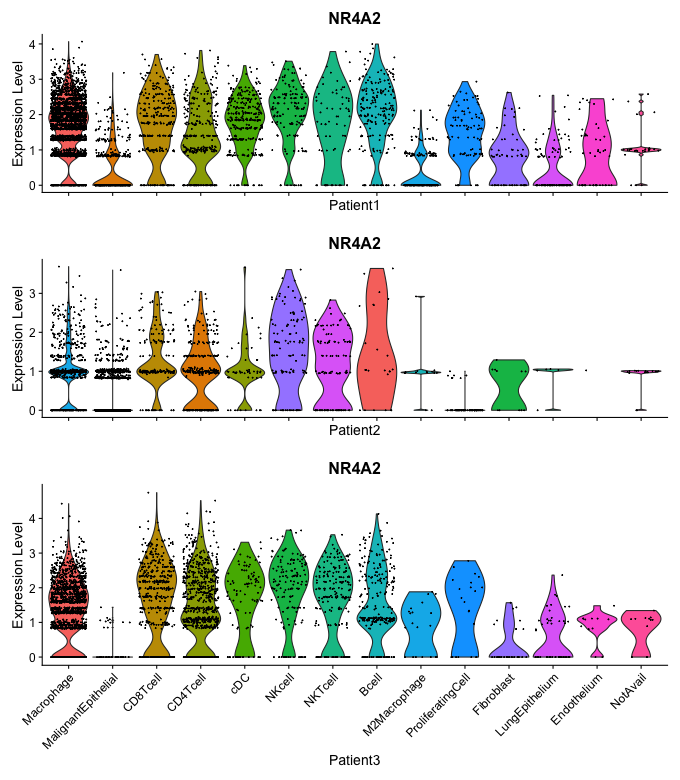 NR4A2
Expression Level
4
3
2
1
0
Patient1
NR4A2
Expression Level
3
2
1
0
Patient2
NR4A2
Expression Level
4
3
2
1
0
Macrophage
MalignantEpithelial
CD8Tcell
CD4Tcell
cDC
NKcell
NKTcell
Bcell
M2Macrophage
ProliferatingCell
Fibroblast
LungEpithelium
Endothelium
NotAvail
Patient3